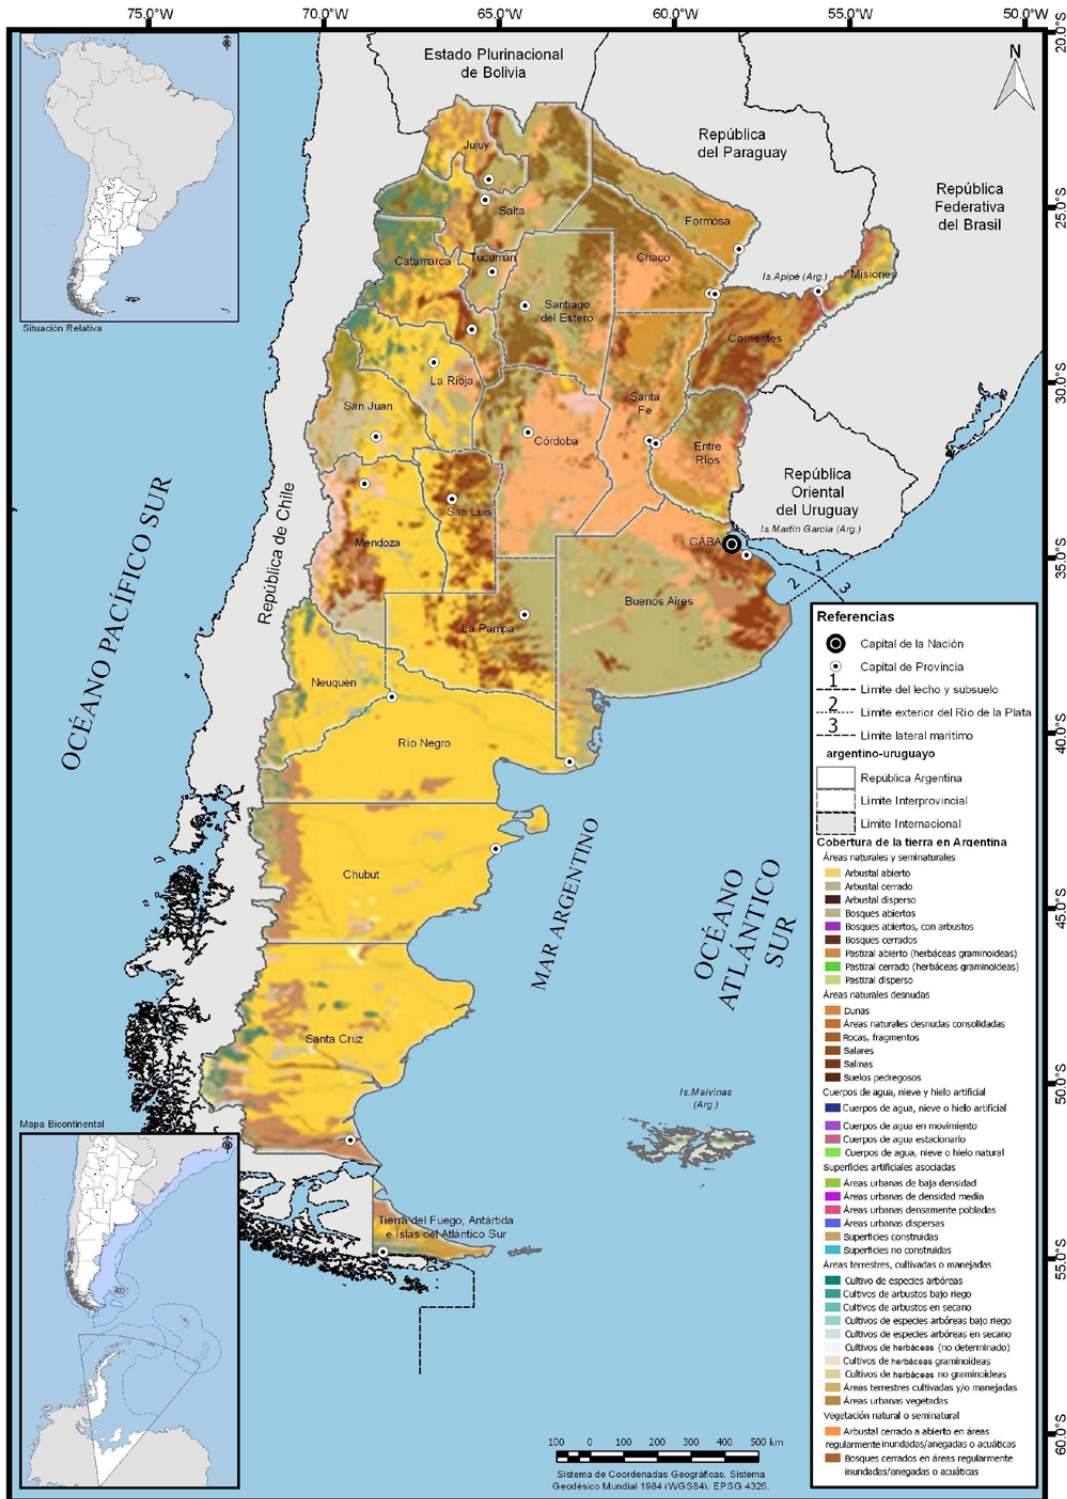 75.0°W
70.0°W
65.0°W
60.0°W
55.0°W
50.0°W
20.0°S
25.0°S
30.0°S
35.0°S
40.0°S
45.0°S
50.0°S
55.0°S
60.0°S
Situación Relativa
Estado Plurinacional
de Bolivia
República
del Paraguay
República
Federativa
del Brasil
N
Jujuy
Salta
Formosa
Catamarca
Tucumán
Chaco
Is.Apipé (Arg.)
Misiones
Santiago
del Estero
Corrientes
La Rioja
San Juan
Santa
Fe
Córdoba
Entre
Ríos
República
Oriental
del Uruguay
Is.Martín García (Arg.)
San Luis
Mendoza
CABA
1
2
3
Buenos Aires
La Pampa
Neuquén
Río Negro
Chubut
Santa Cruz
Tierra del Fuego, Antártida
e Islas del Atlántico Sur
República de Chile
OCÉANO PACÍFICO SUR
MAR ARGENTINO
OCÉANO
ATLÁNTICO
SUR
Is.Malvinas
(Arg.)
Mapa Bicontinental
Referencias
Capital de la Nación
Capital de Provincia
1
Limite del lecho y subsuelo
2
Limite exterior del Rio de la Plata
3
Limite lateral maritimo
argentino-uruguayo
República Argentina
Limite Interprovincial
Limite Internacional
Cobertura de la tierra en Argentina
Áreas naturales y seminaturales
Arbustal abierto
Arbustal cerrado
Arbustal disperso
Bosques abiertos
Bosques abiertos, con arbustos
Bosques cerrados
Pastizal abierto (herbáceas graminoideas)
Pastizal cerrado (herbáceas graminoideas)
Pastizal disperso
Áreas naturales desnudas
Dunas
Áreas naturales desnudas consolidadas
Rocas, fragmentos
Salares
Salinas
Suelos pedregosos
Cuerpos de agua, nieve y hielo artificial
Cuerpos de agua, nieve o hielo artificial
Cuerpos de agua en movimiento
Cuerpos de agua estacionario
Cuerpos de agua, nieve o hielo natural
Superficies artificiales asociadas
Áreas urbanas de baja densidad
Áreas urbanas de densidad media
Áreas urbanas densamente pobladas
Áreas urbanas dispersas
Superficies construidas
Superficies no construidas
Áreas terrestres, cultivadas o manejadas
Cultivo de especies arbóreas
Cultivos de arbustos bajo riego
Cultivos de arbustos en secano
Cultivos de especies arbóreas bajo riego
Cultivos de especies arbóreas en secano
Cultivos de herbáceas (no determinado)
Cultivos de herbáceas graminoideas
Cultivos de herbáceas no graminoideas
Áreas terrestres cultivadas y/o manejadas
Áreas urbanas vegetadas
Vegetación natural o seminatural
Arbustal cerrado a abierto en áreas
regularmente inundadas/anegadas o acuáticas
Bosques cerrados en áreas regularmente
inundadas/anegadas o acuáticas
100 0 100 200 300 400 500 km
Sistema de Coordenadas Geográficas. Sistema
Geodésico Mundial 1984 (WGS84). EPSG 4326.